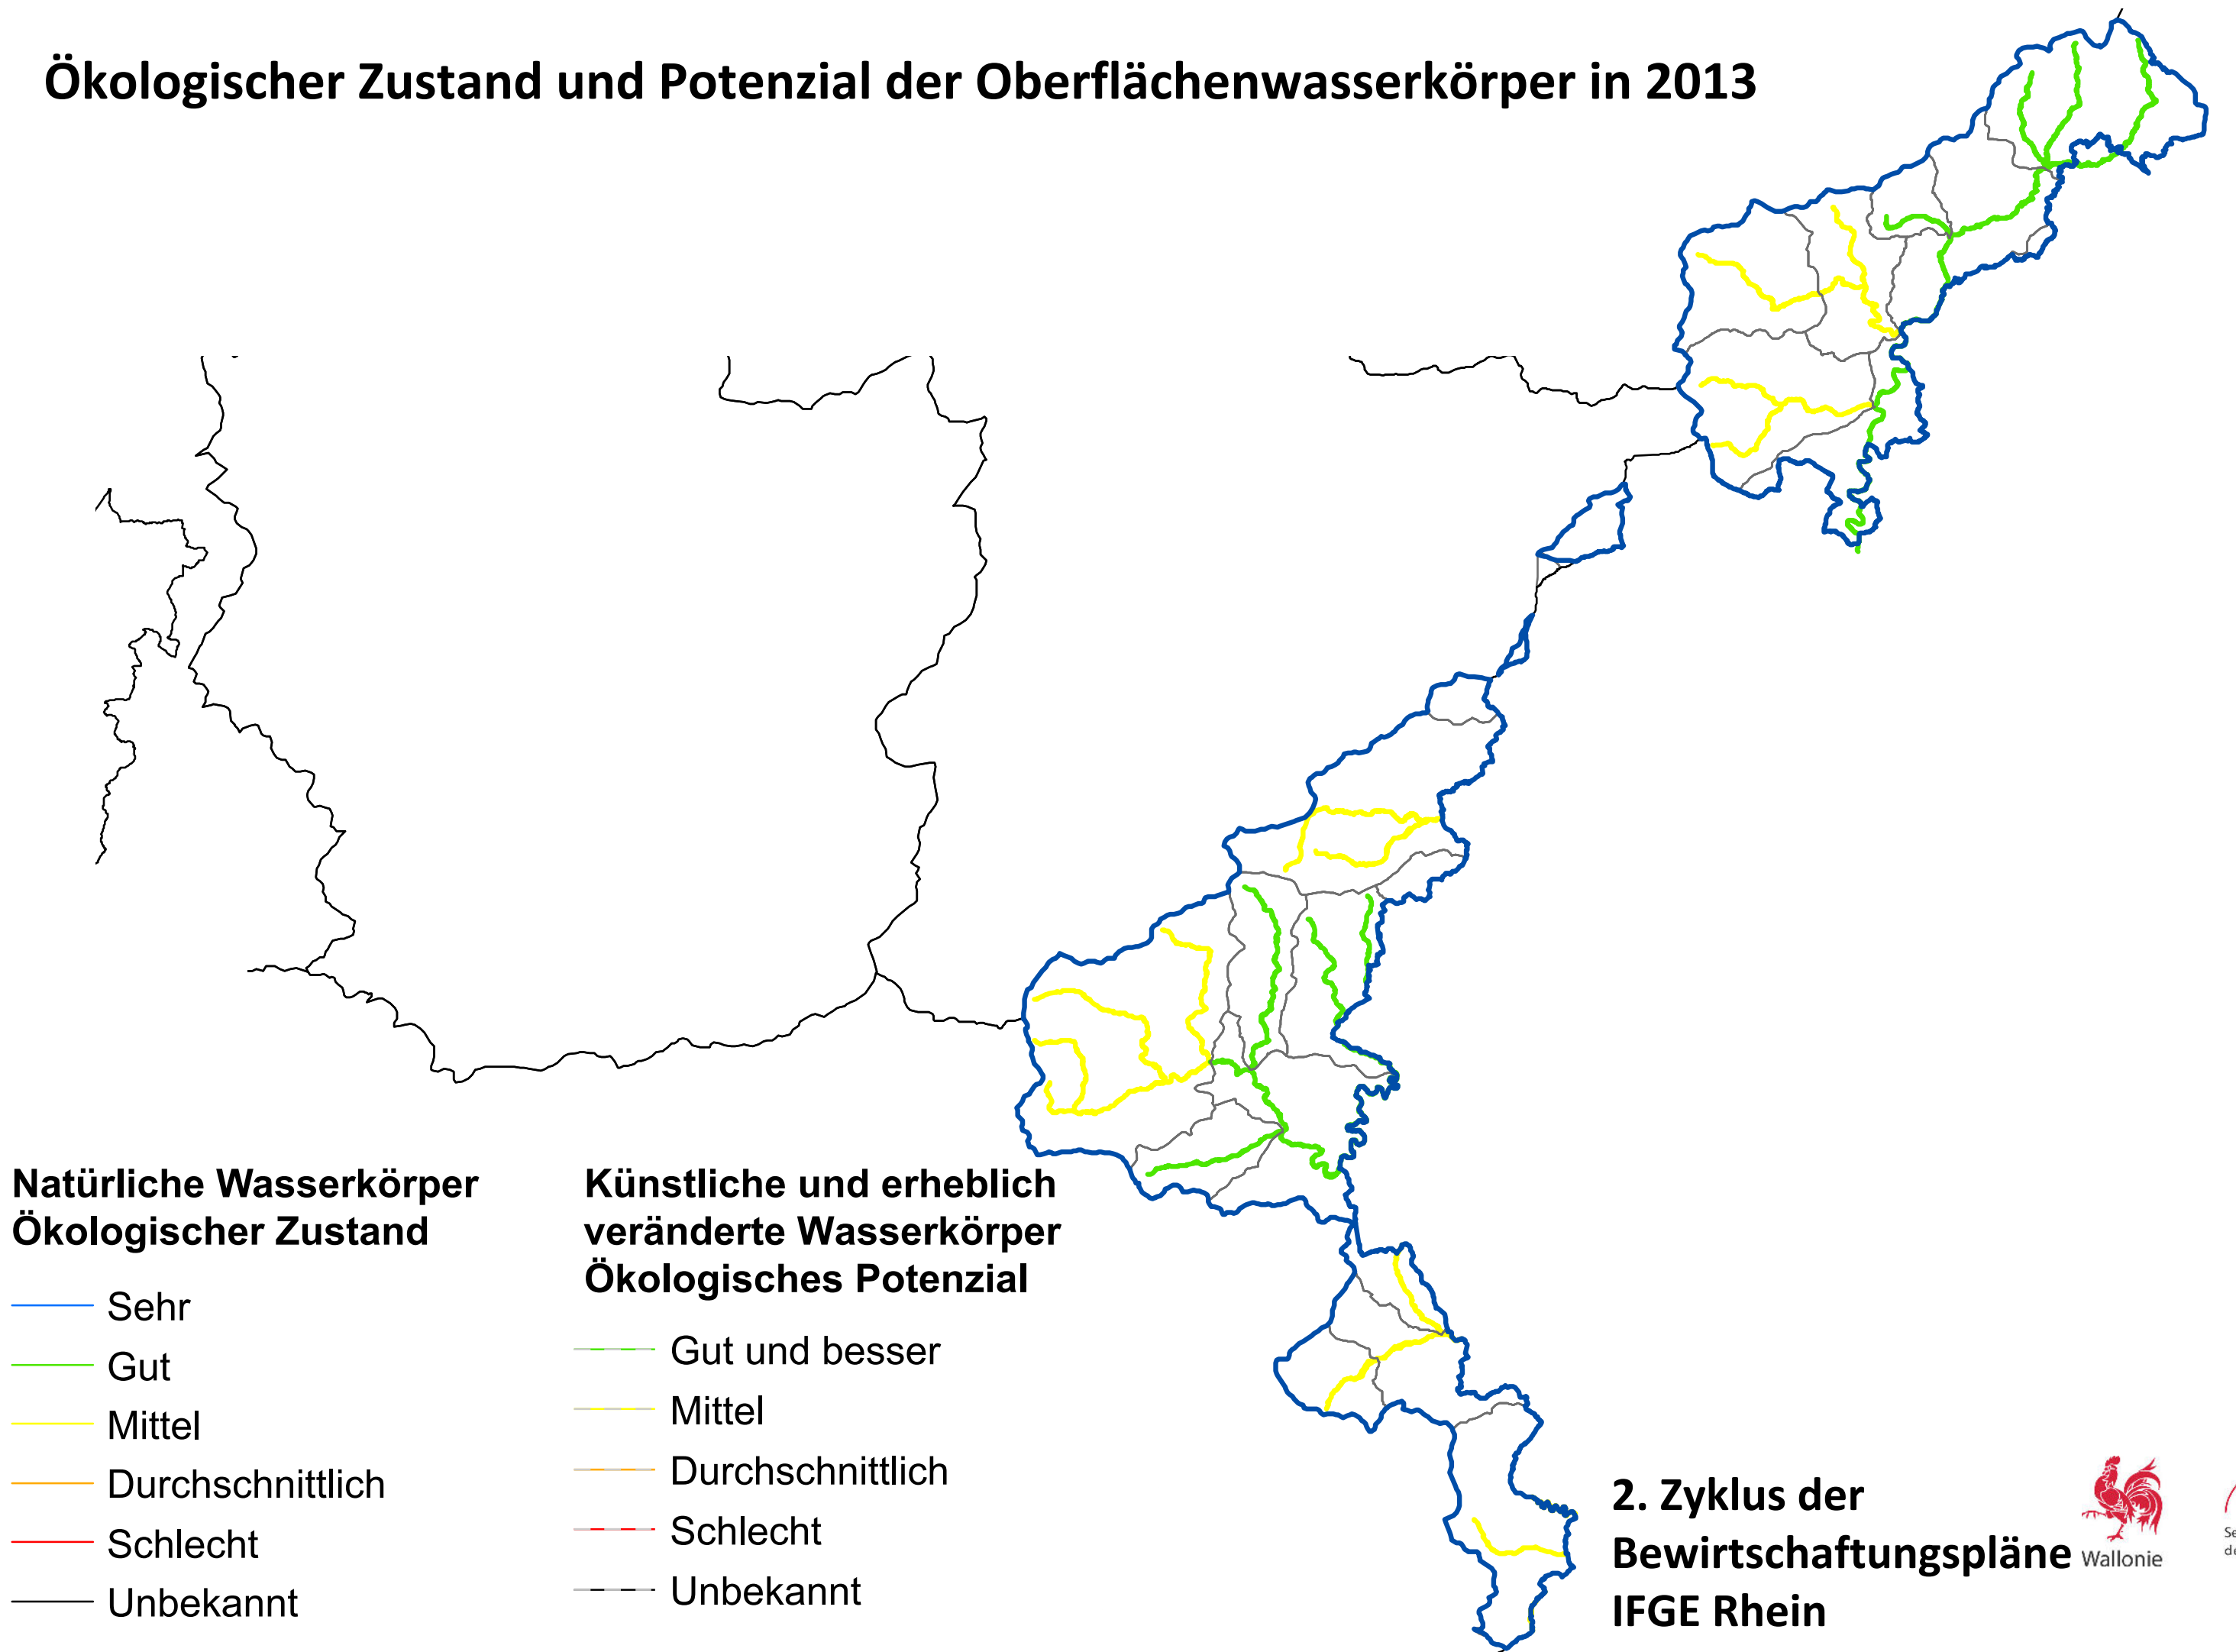 Ökologischer Zustand und Potenzial der Oberflächenwasserkörper in 2013
Natürliche Wasserkörper
Ökologischer Zustand
Sehr
Gut
Mittel
Durchschnittlich
Schlecht
Unbekannt
Künstliche und erheblich
veränderte Wasserkörper
Ökologisches Potenzial
Gut und besser
Mittel
Durchschnittlich
Schlecht
Unbekannt
2. Zyklus der
Bewirtschaftungspläne
IFGE Rhein
Wallonie